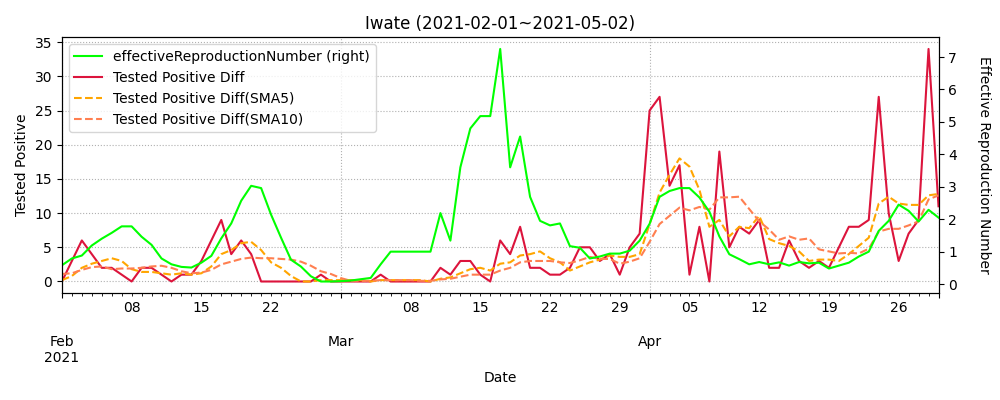 Iwate (2021-02-01~2021-05-02)
effectiveReproductionNumber (right)
Tested Positive Diff
Tested Positive Diff(SMA5)
Tested Positive Diff(SMA10)
Tested Positive
35
30
25
20
15
10
5
0
7
6
5
4
3
2
1
0
Effective Reproduction Number
08 15 22 08 15 22 29 05 12 19 26
Feb Mar Apr
2021
Date